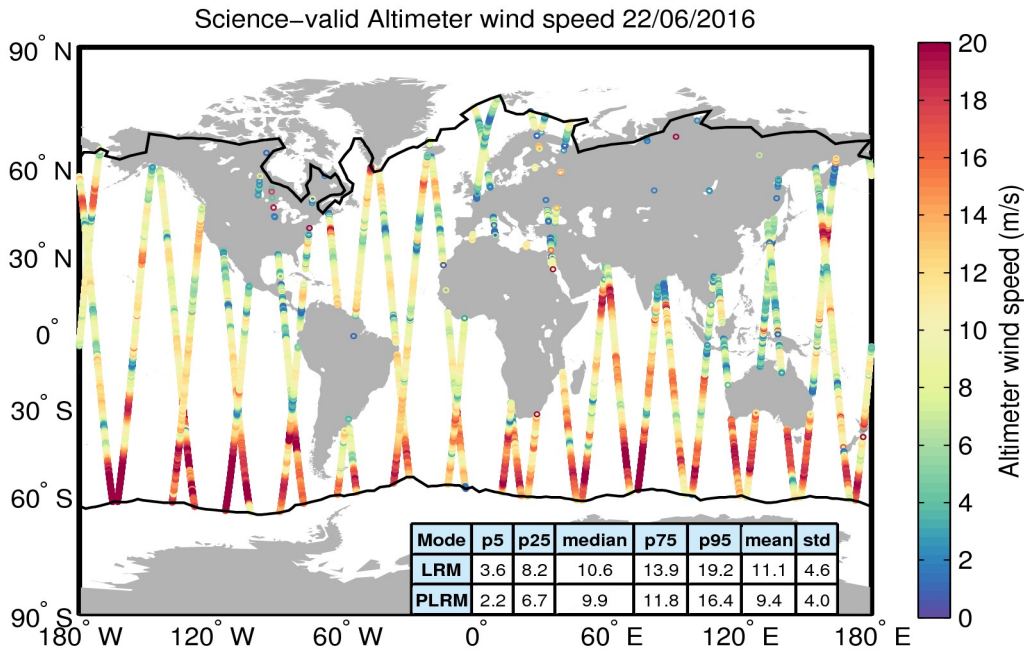 Science−valid Altimeter wind speed 22/06/2016
90° N
60° N
30° N
0°
30° S
60° S
90° S
180° W
120° W
60° W
0°
60° E
120° E
180° E
Mode p5 p25 median p75 p95 mean std
LRM 3.6 8.2 10.6 13.9 19.2 11.1 4.6
PLRM 2.2 6.7 9.9 11.8 16.4 9.4 4.0
20
18
16
14
12
10
8
6
4
2
0
Altimeter wind speed (m/s)